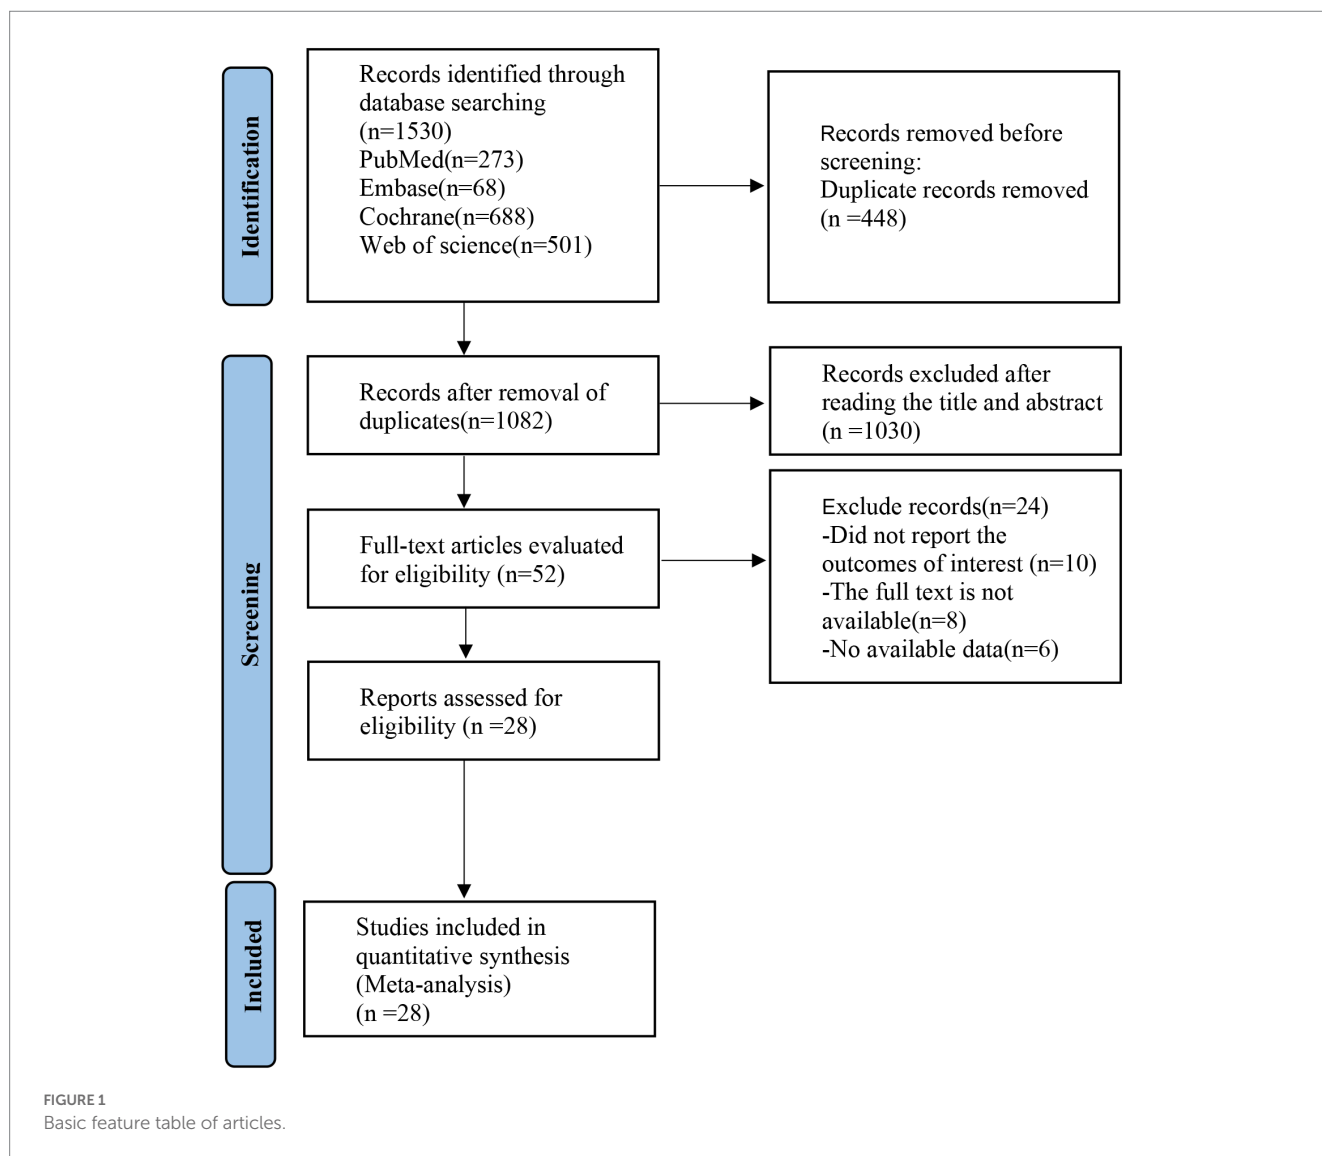 Identification
Records identified through
database searching
(n=1530)
PubMed(n=273)
Embase(n=68)
Cochrane(n=688)
Web of science(n=501)
Records removed before
screening:
Duplicate records removed
(n =448)
Screening
Records after removal of
duplicates(n=1082)
Records excluded after
reading the title and abstract
(n =1030)
Full-text articles evaluated
for eligibility (n=52)
Exclude records(n=24)
-Did not report the
outcomes of interest (n=10)
-The full text is not
available(n=8)
-No available data(n=6)
Reports assessed for
eligibility (n =28)
Included
Studies included in
quantitative synthesis
(Meta-analysis)
(n =28)
FIGURE 1
Basic feature table of articles.